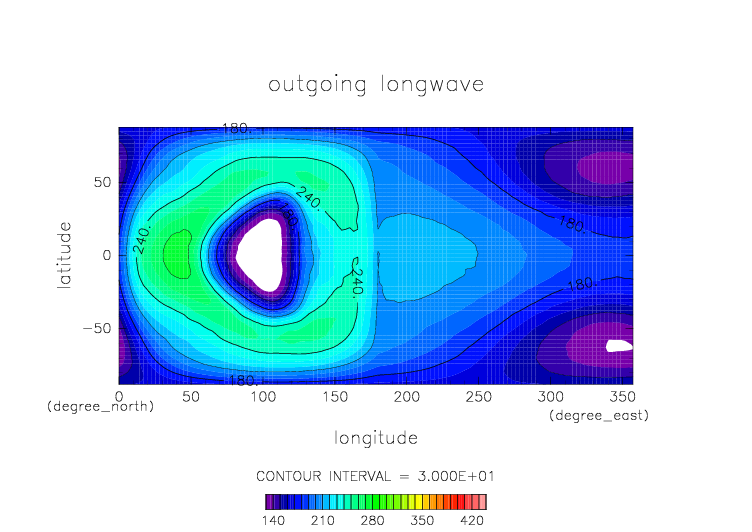 outgoing longwave
180.
50
240.
180.
240.
180.
latitude
0
240.
180.
−50
180.
0 50 100 150 200 250 300 350
(degree_north)
(degree_east)
longitude
CONTOUR INTERVAL = 3.000E+01
140 210 280 350 420